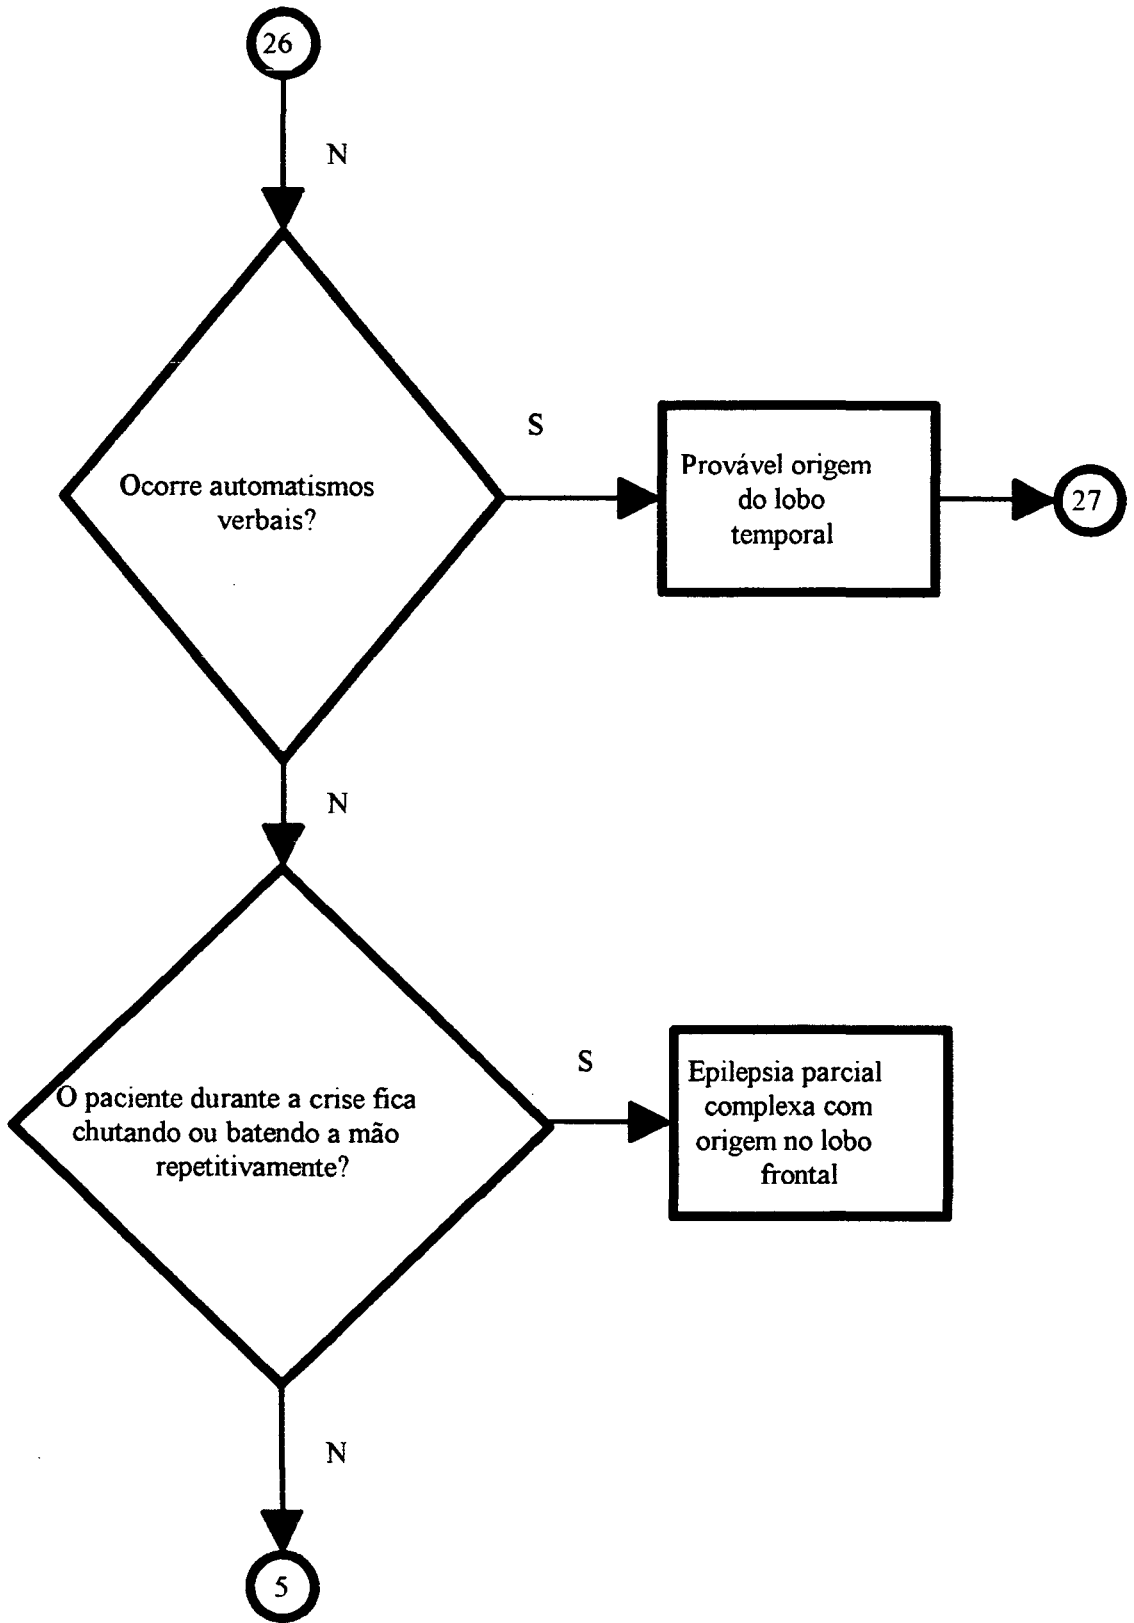 26
N
Ocorre automatismos
verbais?
S
Provável origem
do lobo
temporal
27
N
O paciente durante a crise fica
chutando ou batendo a mão
repetitivamente?
S
Epilepsia parcial
complexa com
origem no lobo
frontal
N
5